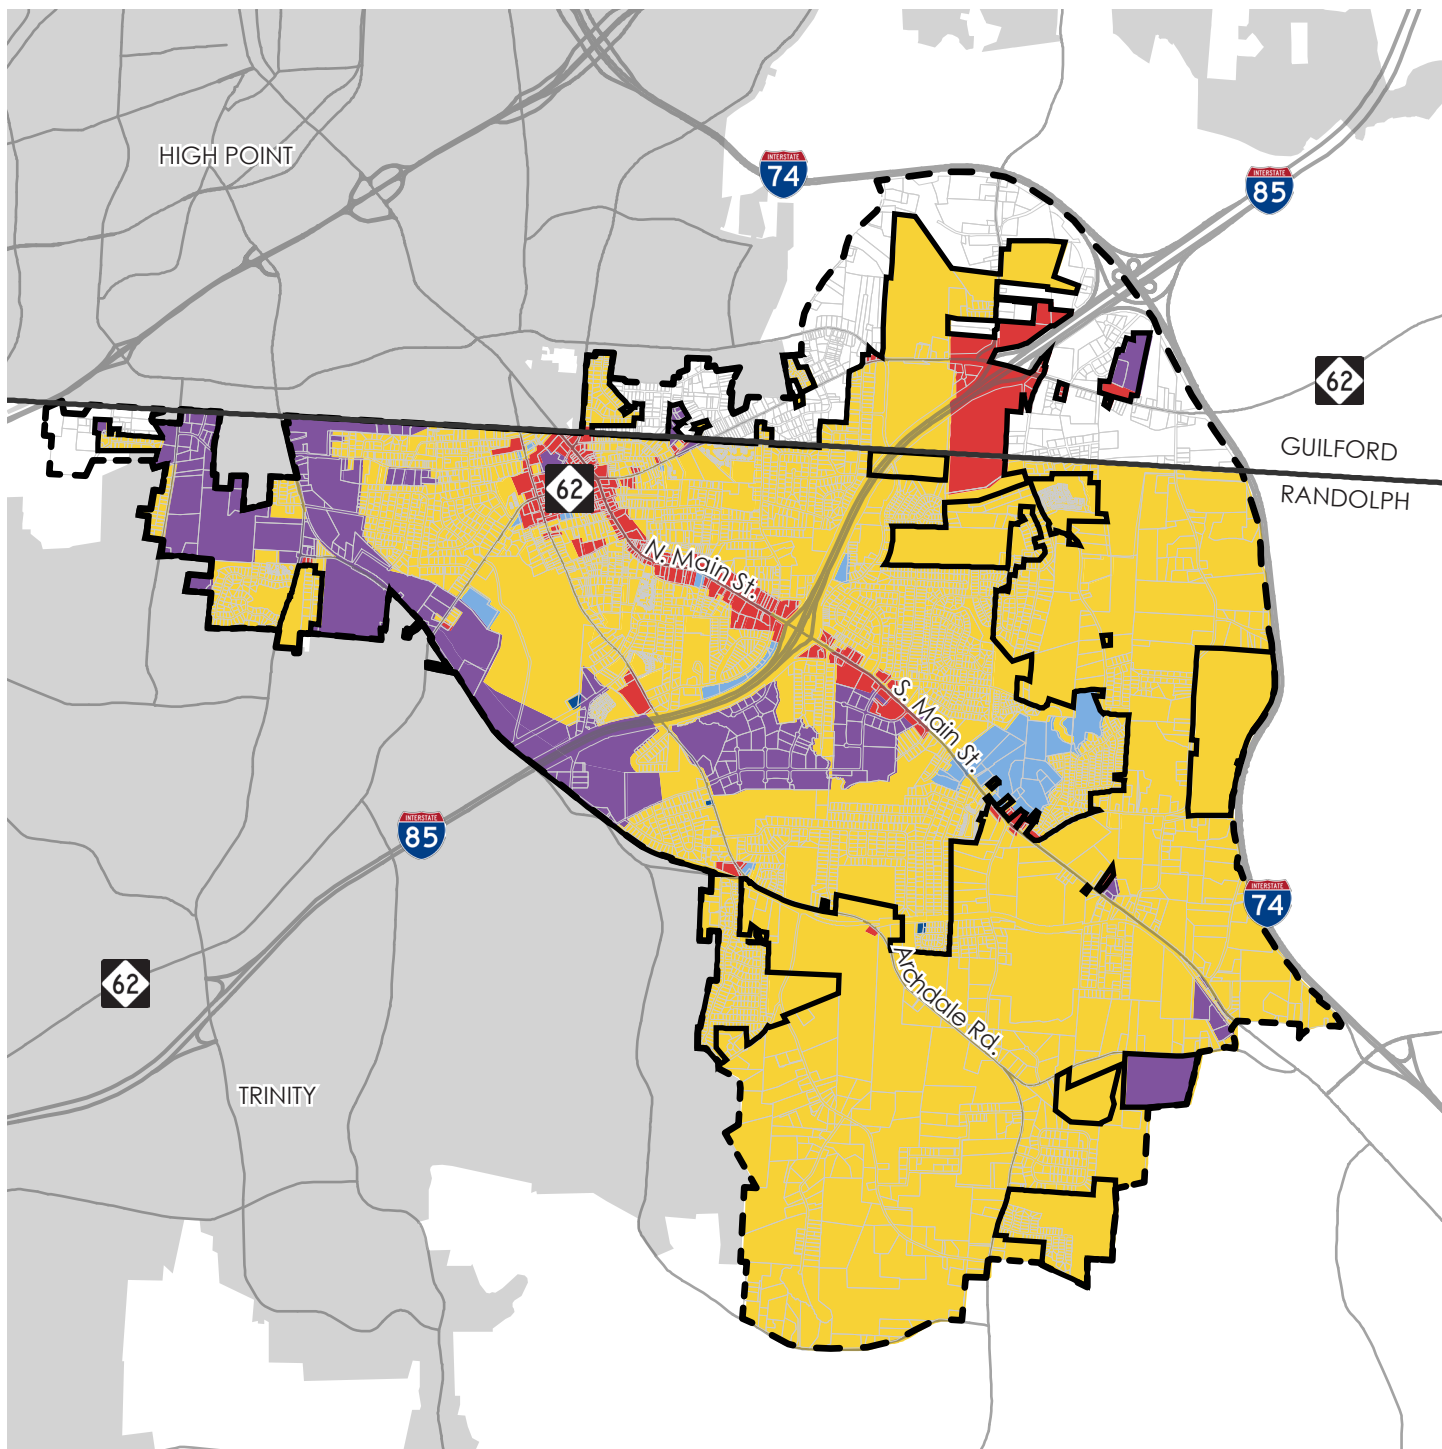 HIGH POINT
INTERSTATE
74
INTERSTATE
85
62
GUILFORD
RANDOLPH
62
N. Main St.
S. Main St.
INTERSTATE
85
INTERSTATE
74
62
Archdale Rd.
TRINITY